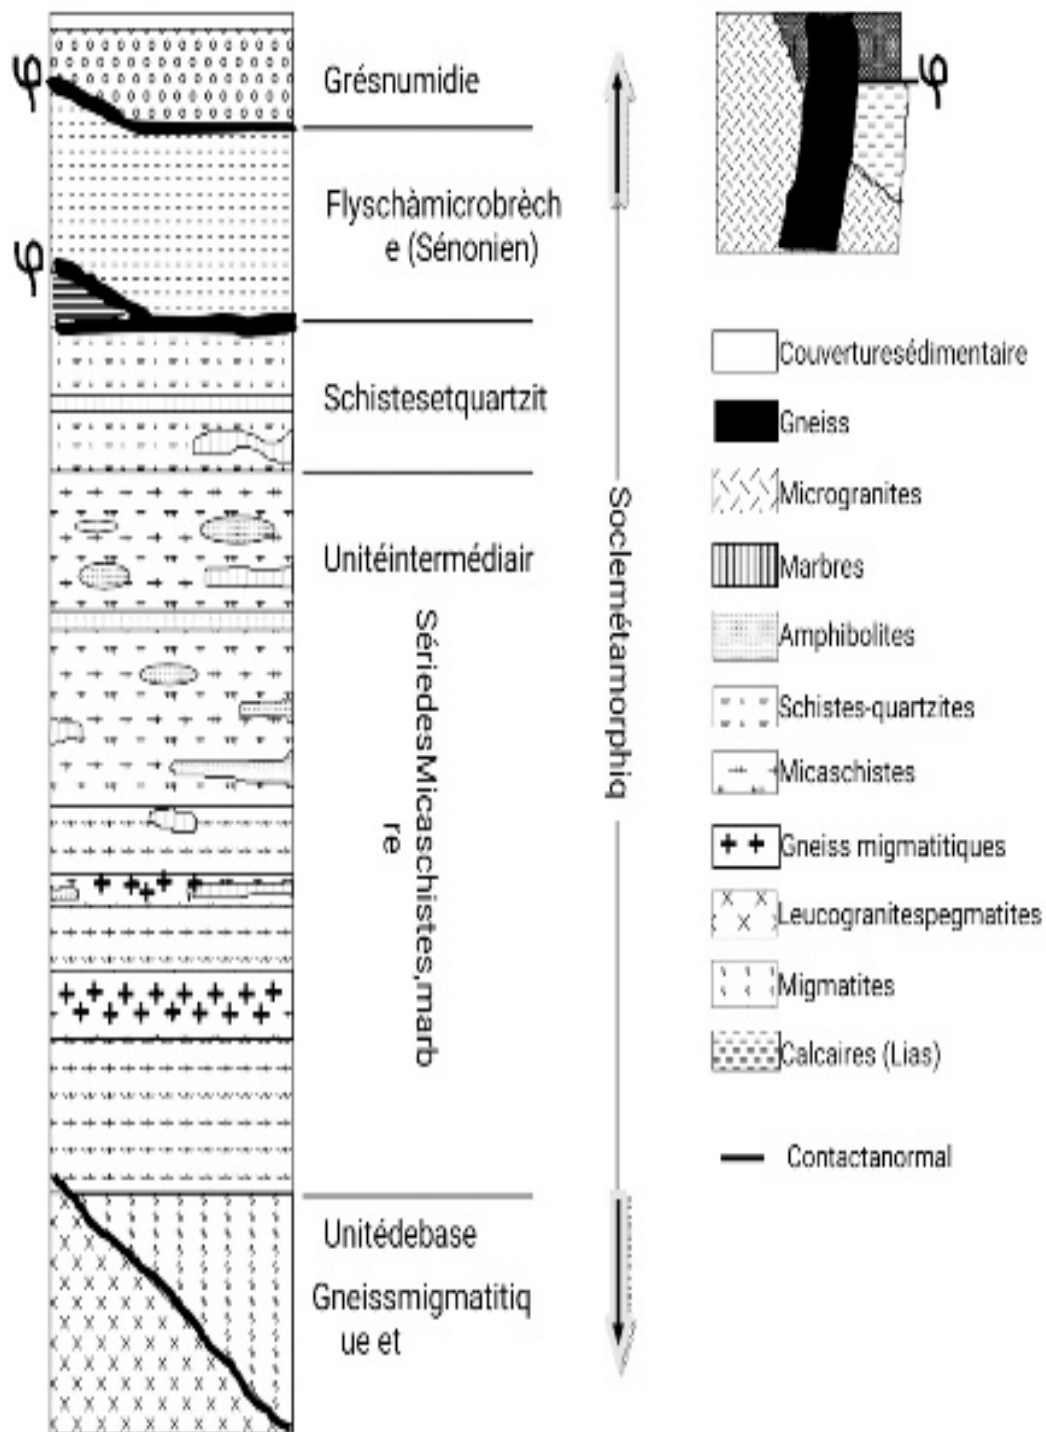 φ
Grésnumidie
Flyschàmicrobrèch
e (Sénonien)
φ
Schistesetquartzit
Unitéintermédiair
SériedesMicaschistes,marb
re
Unitédebase
Gneissmigmatitiq
ue et
Soclemétamorphiq
φ
Couverturesédimentaire
Gneiss
Microgranites
Marbres
Amphibolites
Schistes-quartzites
Micaschistes
Gneiss migmatitiques
Leucogranitespegmatites
Migmatites
Calcaires (Lias)
Contactanormal